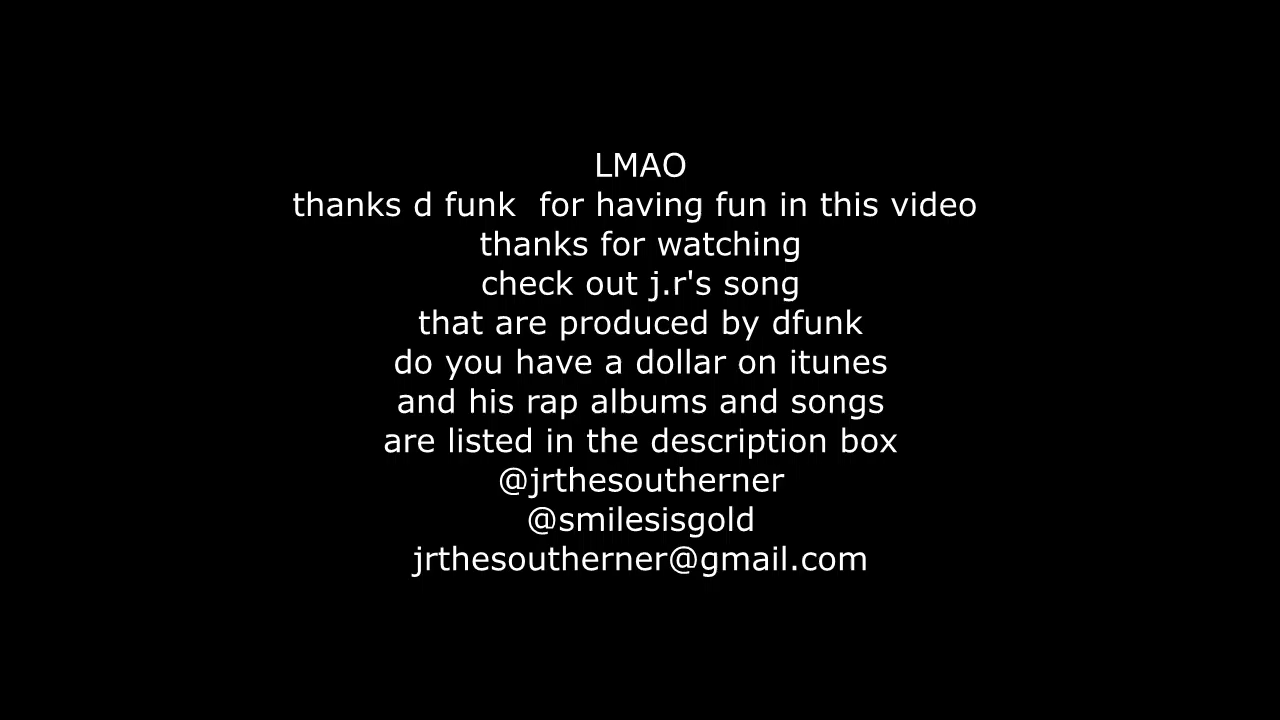 LMAO
thanks d funk  for having fun in this video
thanks for watching
check out j.r's song
that are produced by dfunk
do you have a dollar on itunes
and his rap albums and songs
are listed in the description box
@jrthesoutherner
@smilesisgold
jrthesoutherner@gmail.com